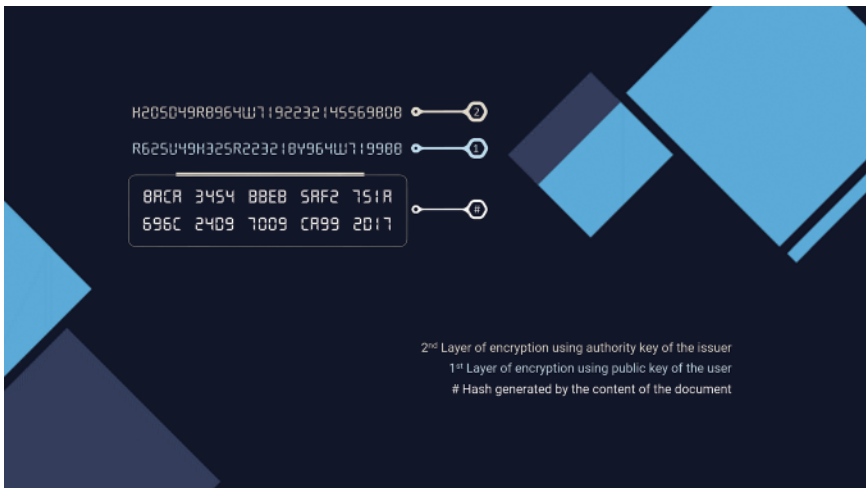 H205D49R8964W7192232145569808 2
R625U49H325R223218Y964W719988 1
8ACA 3454 BBEB 5AF2 751A
696C 24D9 7009 CA99 2017
#
2nd Layer of encryption using authority key of the issuer
1st Layer of encryption using public key of the user
# Hash generated by the content of the document